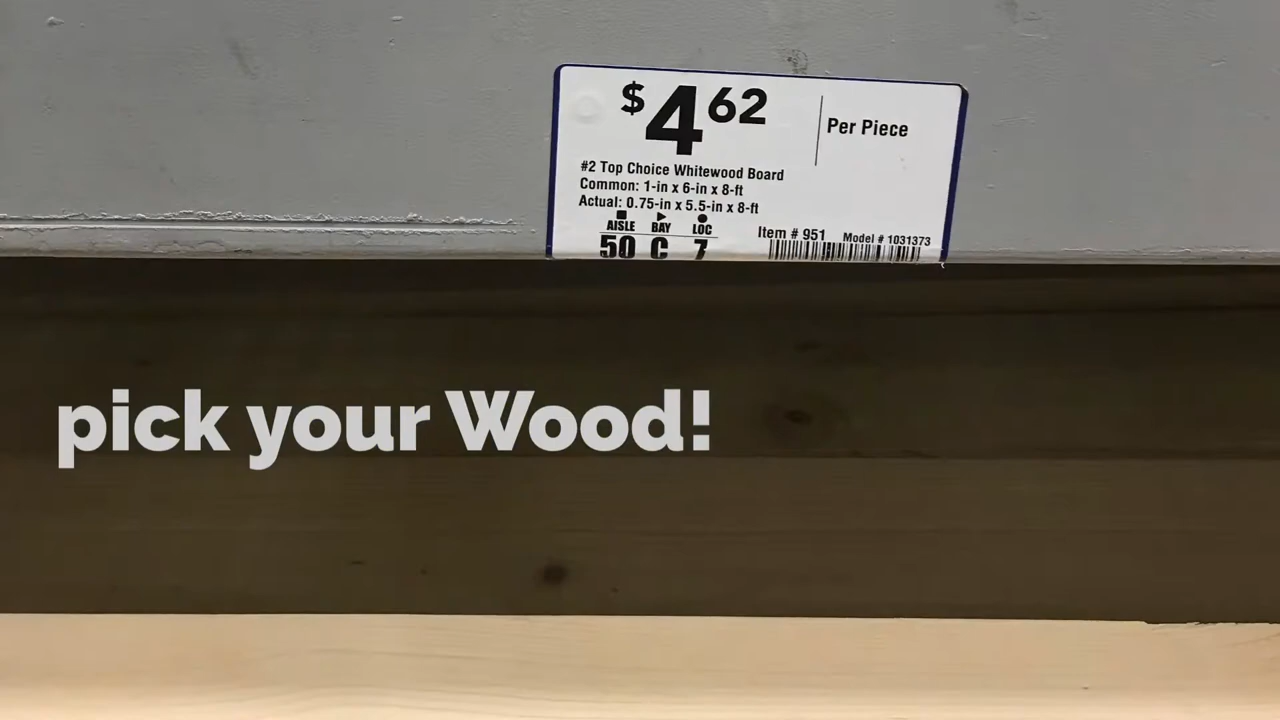 $4 62
Per Piece
#2 Top Choice Whitewood Board
Common: 1-in x 6-in x 8-ft
Actual: 0.75-in x 5.5-in x 8-ft
AISLE BAY LOC
50 C 7
Item # 951 Model # 1031373
pick your Wood!